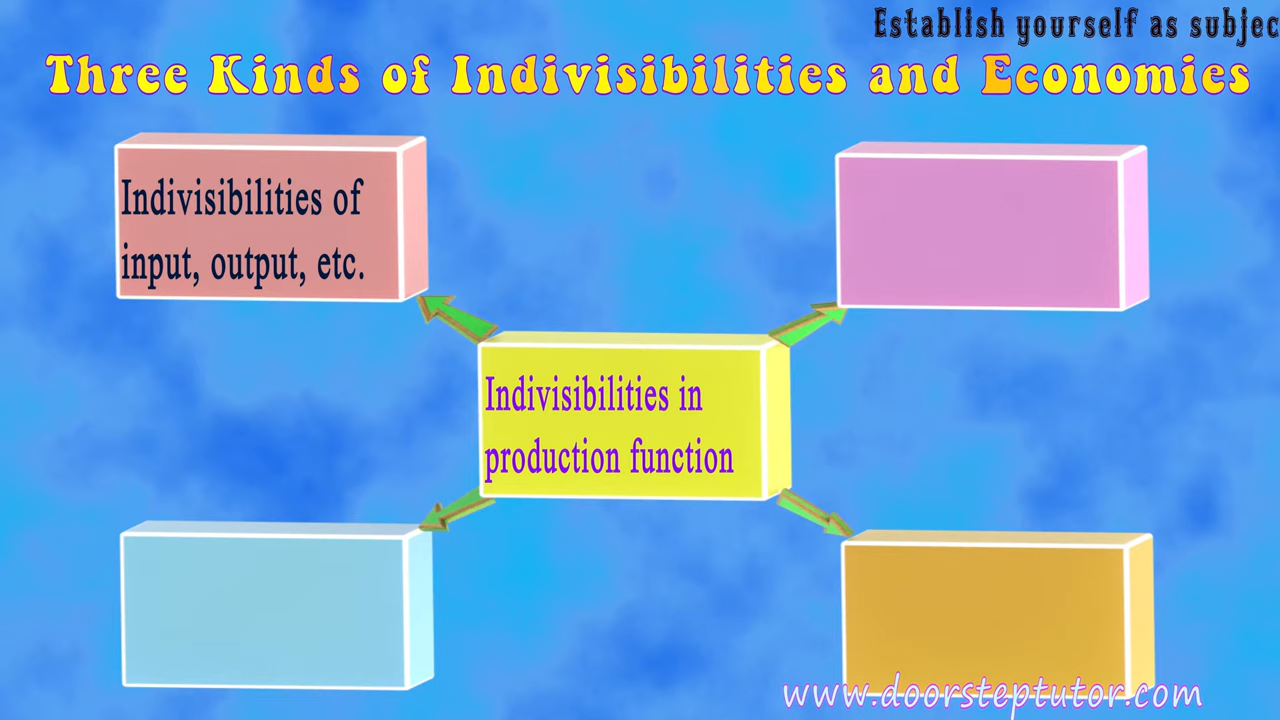 Establish yourself as subjec
Three Kinds of Indivisibilities and Economies
Indivisibilities of
input, output, etc.
Indivisibilities in
production function
www.doorsteptutor.com